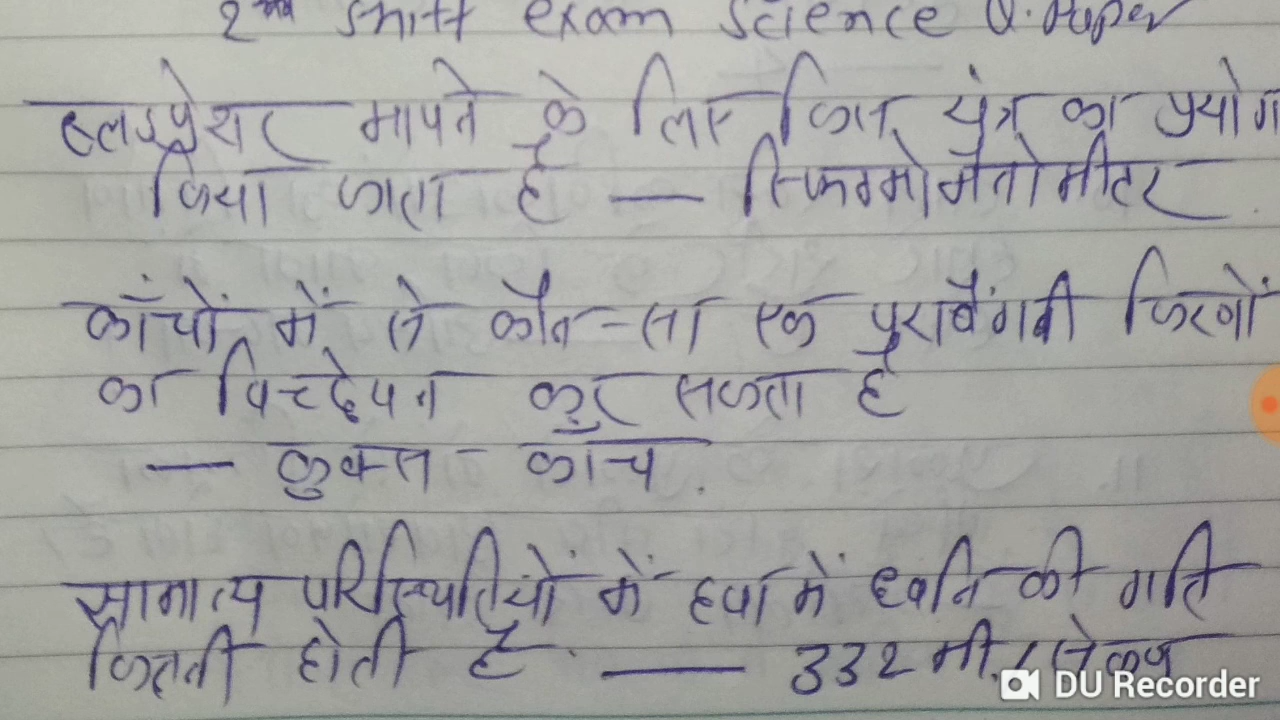 2nd Shift exam Science Q. Paper
ब्लडप्रेशर मापने के लिए किस यंत्र का प्रयोग
किया जाता है — स्फिग्मोमैनोमीटर
काँचों में से कौन-सा एक पुराबैंगनी किरणों
का विच्छेपन कर सकता है
— क्रुक्स - काँच.
सामान्य परिस्थितियों में हवा में ध्वनि की गति
कितनी होती है. — 332 मी./सेकण्ड
DU Recorder